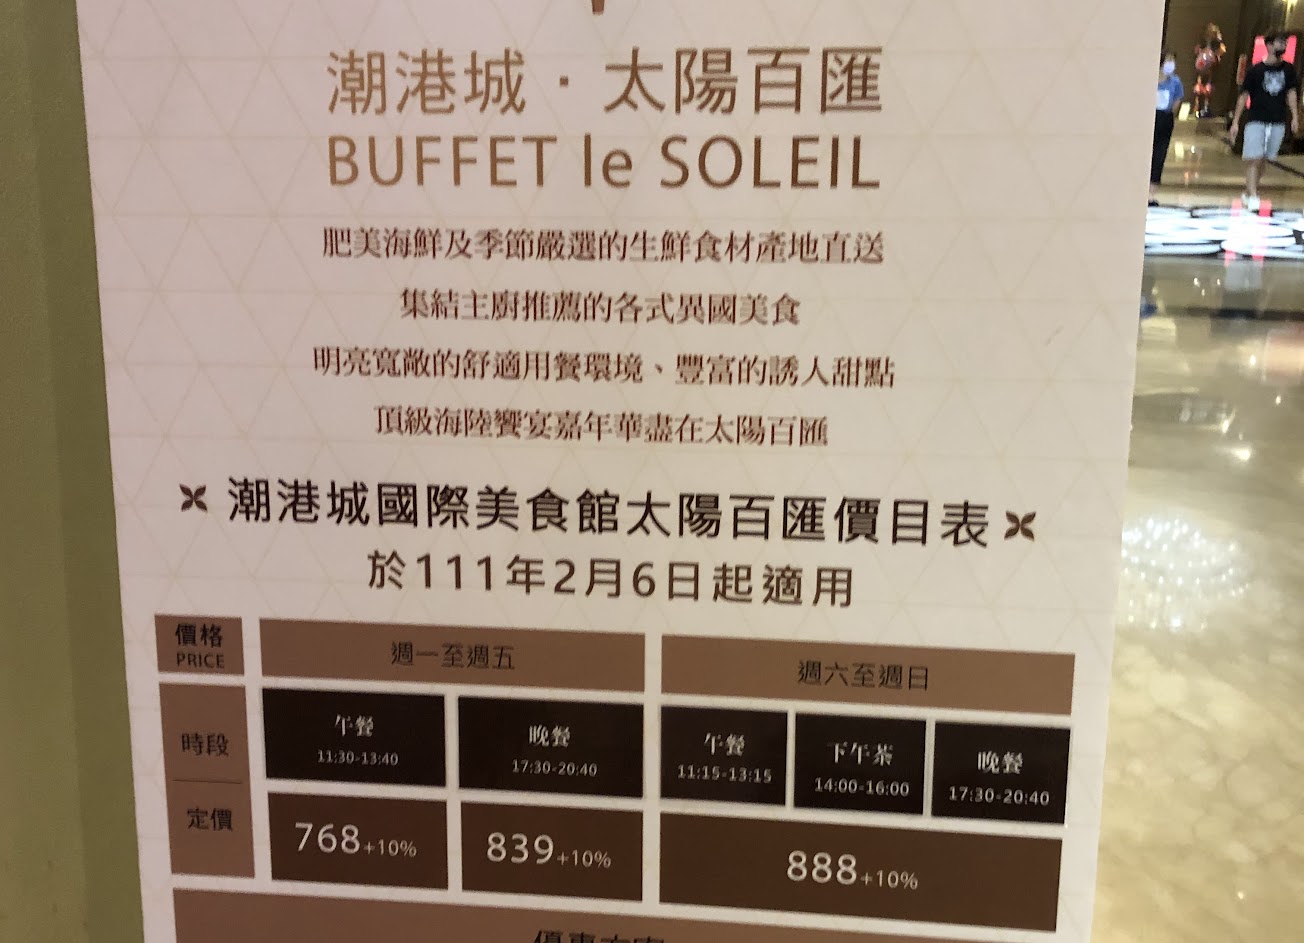 潮港城·太陽百匯
BUFFET le SOLEIL
肥美海鮮及季節嚴選的生鮮食材產地直送
集結主廚推薦的各式異國美食
明亮寬敞的舒適用餐環境、豐富的誘人甜點
頂級海陸饗宴嘉年華盡在太陽百匯
潮港城國際美食館太陽百匯價目表
於111年2月6日起適用
價格
PRICE
週一至週五
週六至週日
時段
午餐
11:30-13:40
晚餐
17:30-20:40
午餐
11:15-13:15
下午茶
14:00-16:00
晚餐
17:30-20:40
定價
768+10%
839+10%
888+10%